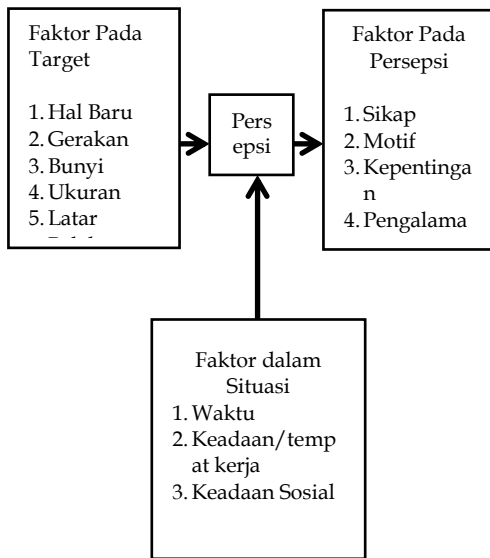 Faktor Pada
Target
1. Hal Baru
2. Gerakan
3. Bunyi
4. Ukuran
5. Latar
Pers
epsi
Faktor Pada
Persepsi
1. Sikap
2. Motif
3. Kepentinga
n
4. Pengalama
Faktor dalam
Situasi
1. Waktu
2. Keadaan/temp
at kerja
3. Keadaan Sosial